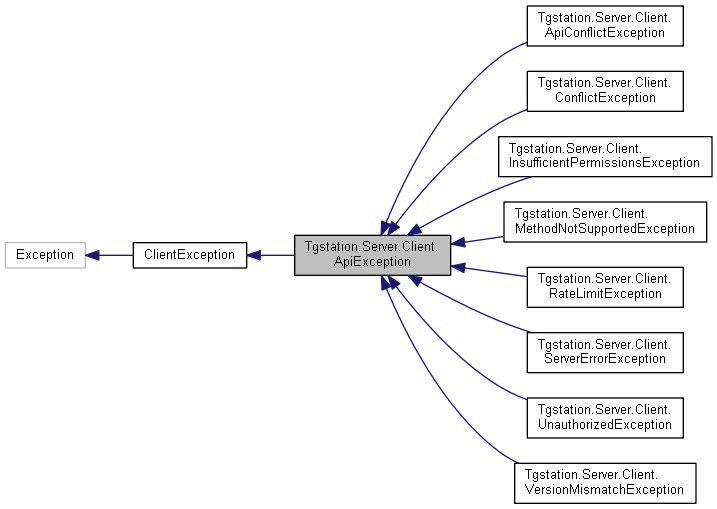 Exception
ClientException
Tgstation.Server.Client.
ApiException
Tgstation.Server.Client.
ApiConflictException
Tgstation.Server.Client.
ConflictException
Tgstation.Server.Client.
InsufficientPermissionsException
Tgstation.Server.Client.
MethodNotSupportedException
Tgstation.Server.Client.
RateLimitException
Tgstation.Server.Client.
ServerErrorException
Tgstation.Server.Client.
UnauthorizedException
Tgstation.Server.Client.
VersionMismatchException